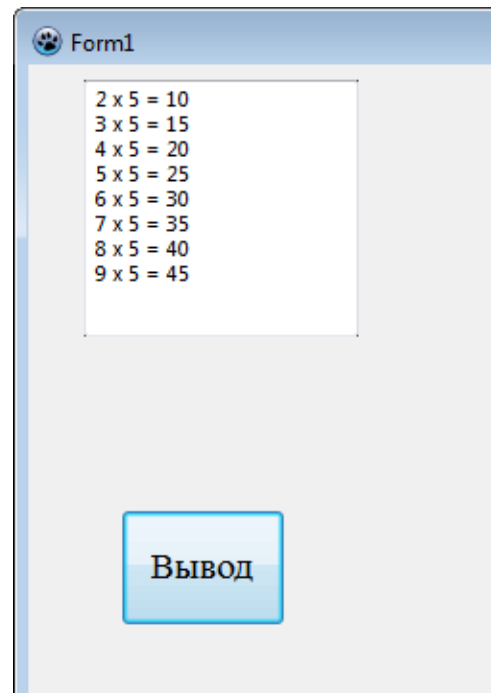 Form1
2 x 5 = 10
3 x 5 = 15
4 x 5 = 20
5 x 5 = 25
6 x 5 = 30
7 x 5 = 35
8 x 5 = 40
9 x 5 = 45
Вывод